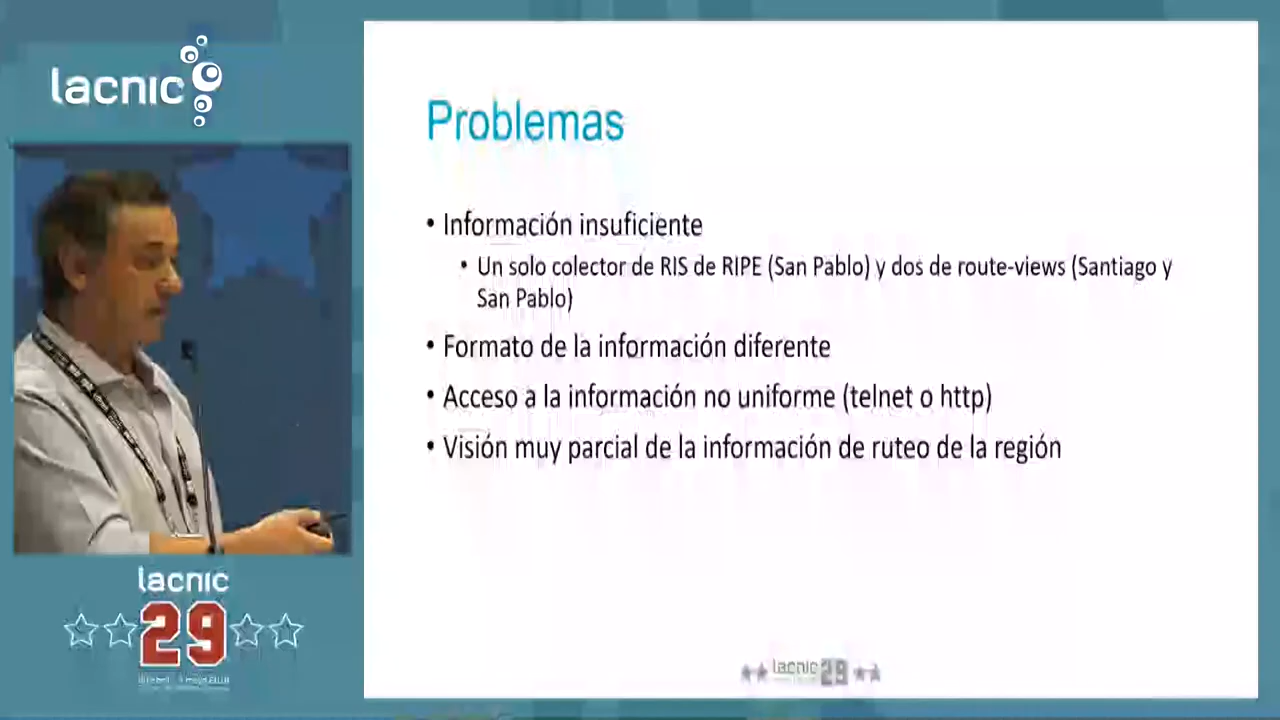 lacnic
Problemas
• Información insuficiente
• Un solo colector de RIS de RIPE (San Pablo) y dos de route-views (Santiago y
San Pablo)
• Formato de la información diferente
• Acceso a la información no uniforme (telnet o http)
• Visión muy parcial de la información de ruteo de la región
lacnic
29
lacnic 29